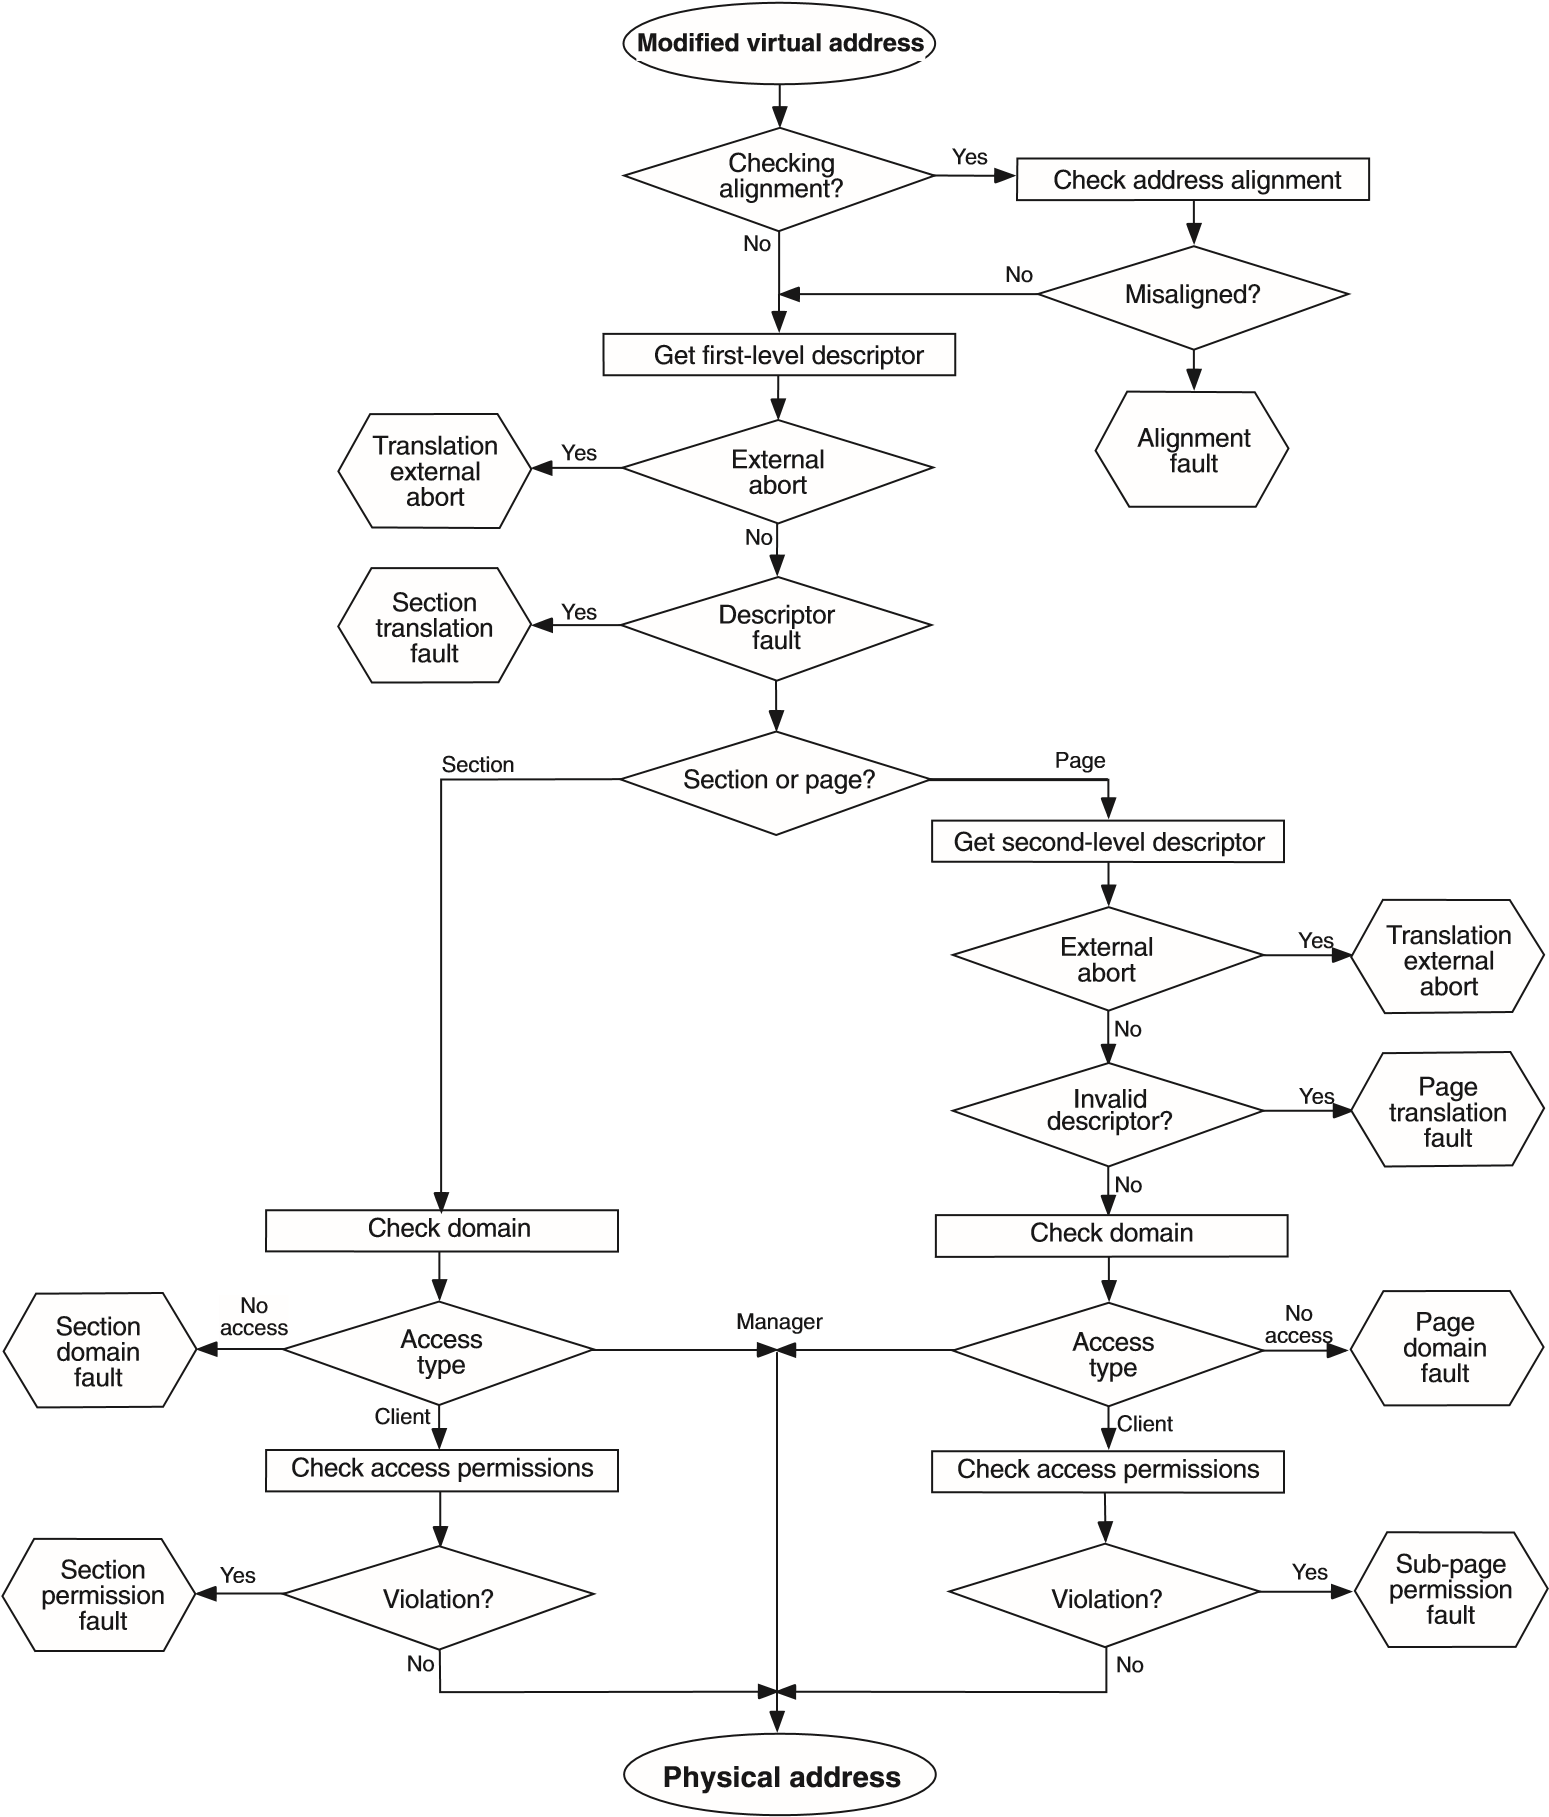 Modified virtual address
Checking
alignment?
Yes
Check address alignment
No
No
Misaligned?
Get first-level descriptor
Alignment
fault
Translation
external
abort
Yes
External
abort
No
Section
translation
fault
Yes
Descriptor
fault
Section
Section or page?
Page
Get second-level descriptor
External
abort
Yes
Translation
external
abort
No
Invalid
descriptor?
Yes
Page
translation
fault
No
Check domain
Check domain
Section
domain
fault
No
access
Access
type
Manager
Access
type
No
access
Page
domain
fault
Client
Client
Check access permissions
Check access permissions
Section
permission
fault
Yes
Violation?
Violation?
Yes
Sub-page
permission
fault
No
No
Physical address